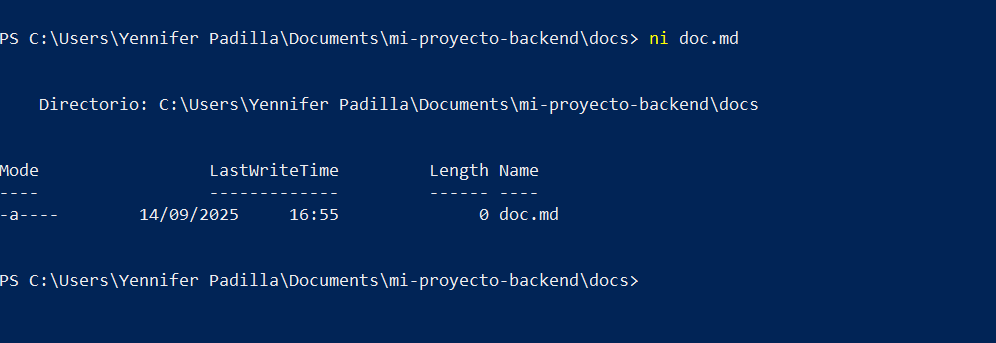 PS C:\Users\Yennifer Padilla\Documents\mi-proyecto-backend\docs> ni doc.md
Directorio: C:\Users\Yennifer Padilla\Documents\mi-proyecto-backend\docs
Mode                 LastWriteTime         Length Name
----                 -------------         ------ ----
-a----        14/09/2025     16:55              0 doc.md
PS C:\Users\Yennifer Padilla\Documents\mi-proyecto-backend\docs>